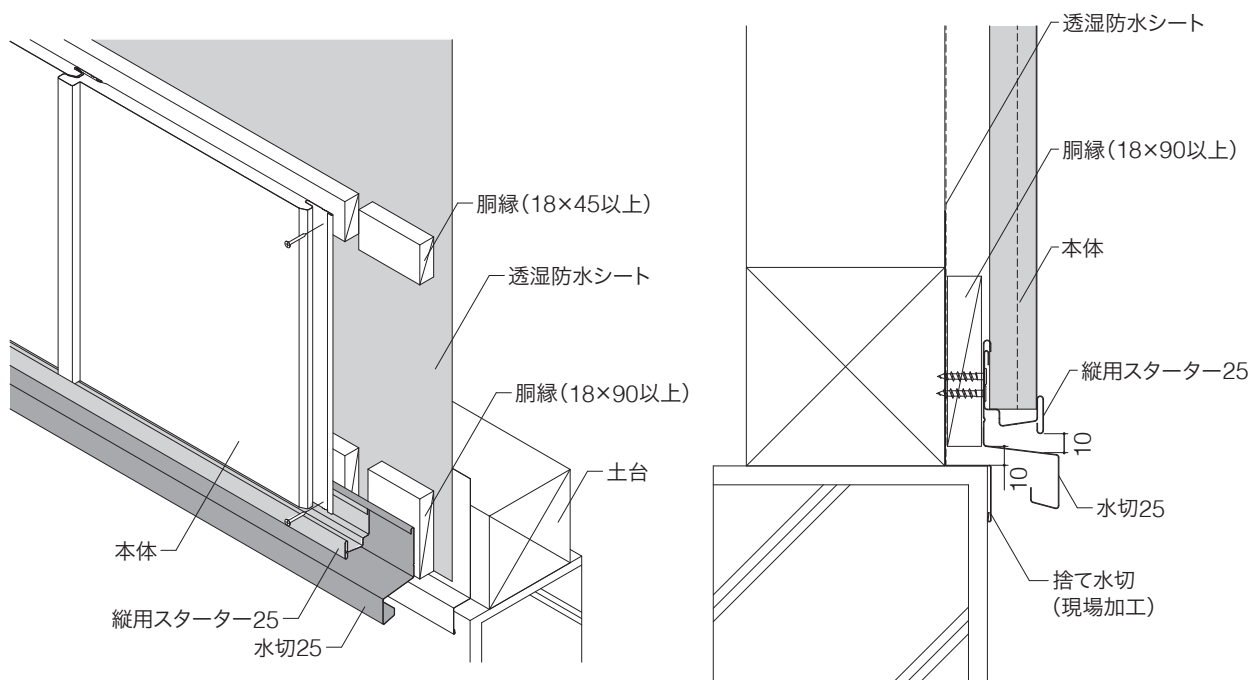 胴縁（18×45以上）
透湿防水シート
胴縁（18×90以上）
土台
本体
縦用スターター25
水切25
透湿防水シート
胴縁（18×90以上）
本体
縦用スターター25
10
10
水切25
捨て水切
（現場加工）